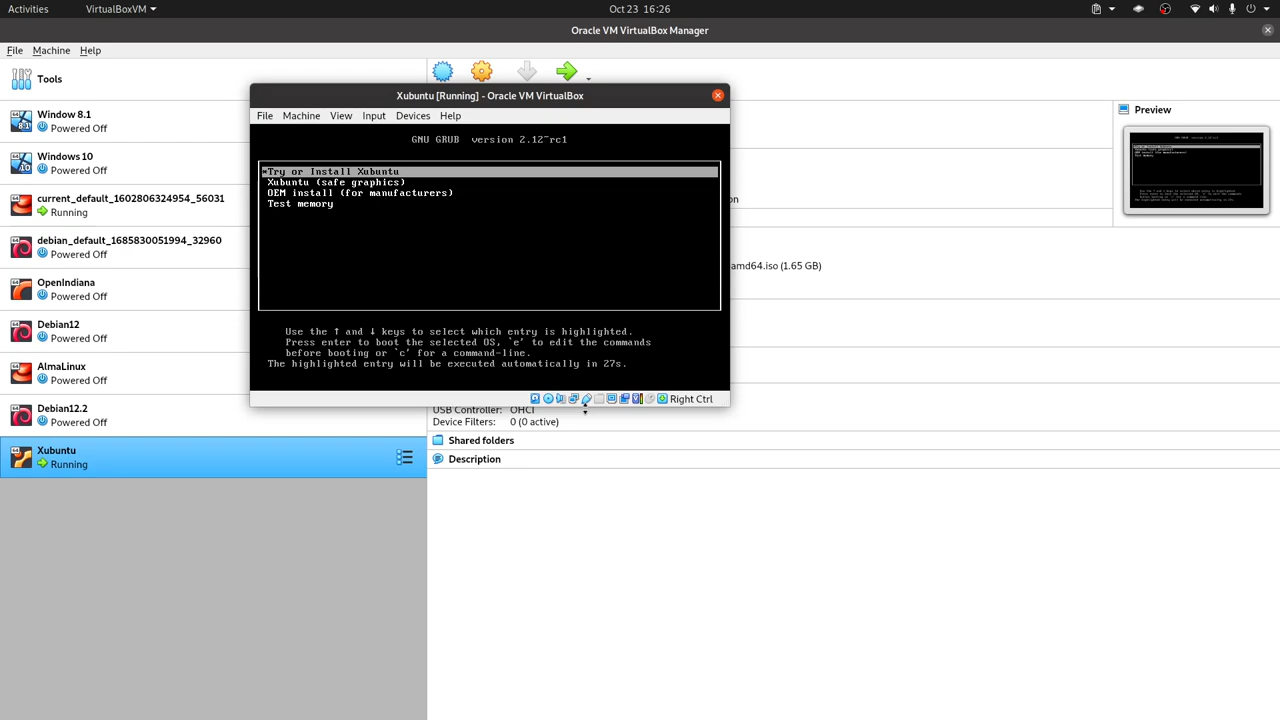 Activities
VirtualBoxVM
Oct 23 16:26
Oracle VM VirtualBox Manager
File Machine Help
Tools
Window 8.1
Powered Off
Windows 10
Powered Off
current_default_1602806324954_56031
Running
debian_default_1685830051994_32960
Powered Off
OpenIndiana
Powered Off
Debian12
Powered Off
AlmaLinux
Powered Off
Debian12.2
Powered Off
Xubuntu
Running
Xubuntu [Running] - Oracle VM VirtualBox
File Machine View Input Devices Help
GNU GRUB version 2.12~rc1
*Try or Install Xubuntu
Xubuntu (safe graphics)
OEM install (for manufacturers)
Test memory
Use the ↑ and ↓ keys to select which entry is highlighted.
Press enter to boot the selected OS, `e' to edit the commands
before booting or `c' for a command-line.
The highlighted entry will be executed automatically in 27s.
Right Ctrl
Preview
on
amd64.iso (1.65 GB)
USB Controller: OHCI
Device Filters: 0 (0 active)
Shared folders
Description